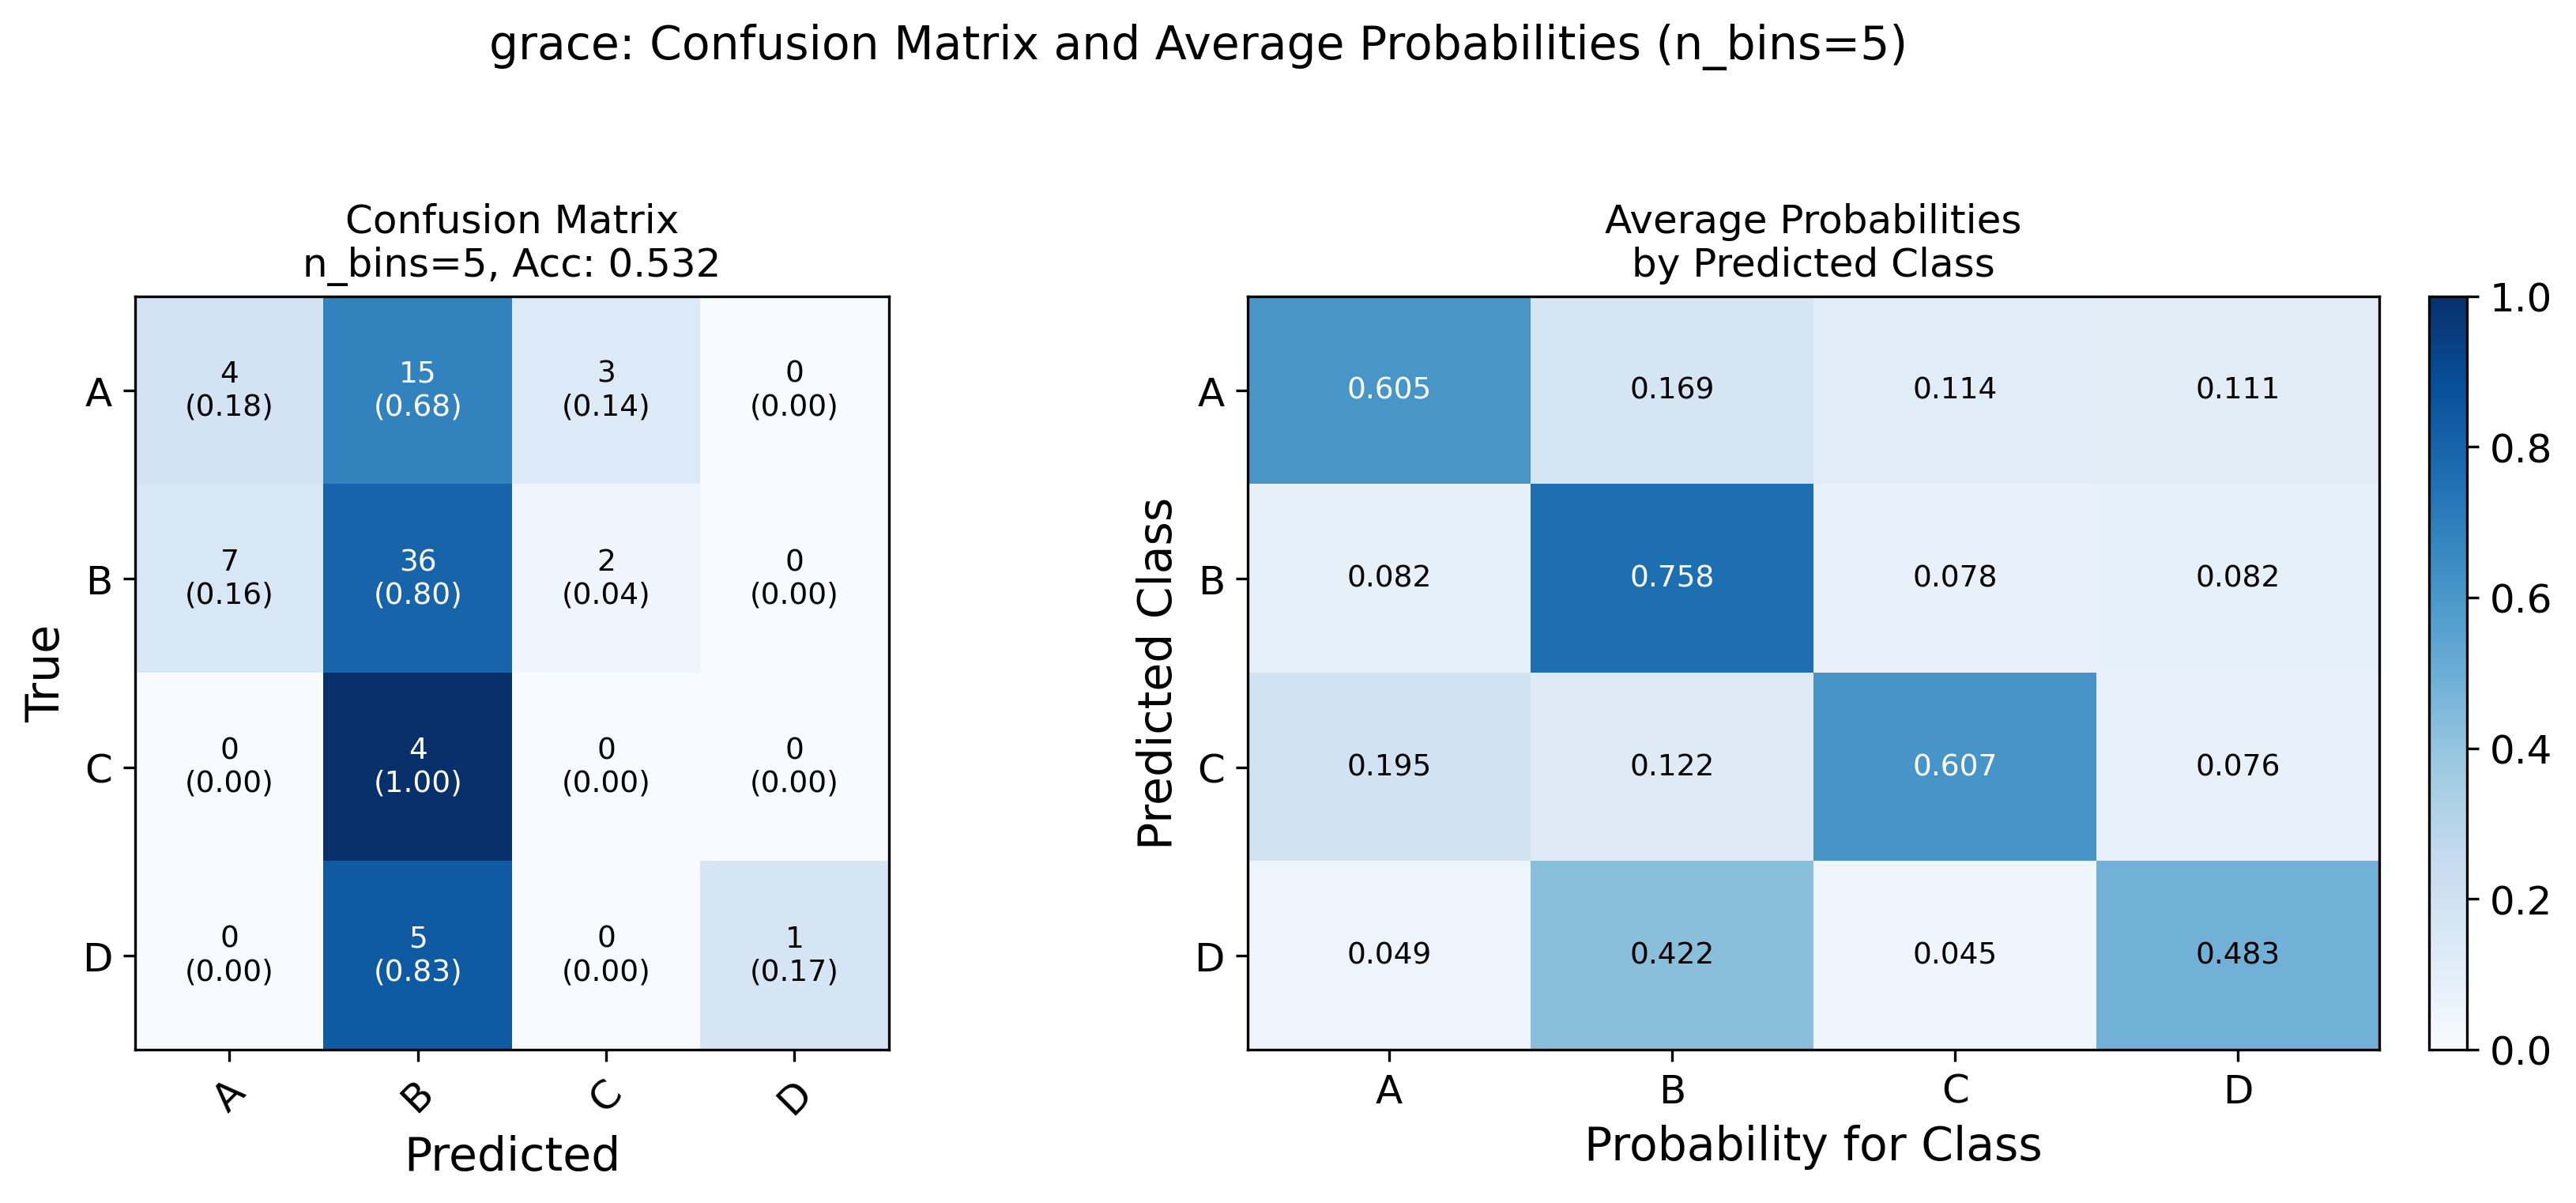 grace: Confusion Matrix and Average Probabilities (n_bins=5)
Confusion Matrix
n_bins=5, Acc: 0.532
True
A
4
(0.18)
15
(0.68)
3
(0.14)
0
(0.00)
B
7
(0.16)
36
(0.80)
2
(0.04)
0
(0.00)
C
0
(0.00)
4
(1.00)
0
(0.00)
0
(0.00)
D
0
(0.00)
5
(0.83)
0
(0.00)
1
(0.17)
A B C D
Predicted
Average Probabilities
by Predicted Class
Predicted Class
A 0.605 0.169 0.114 0.111
B 0.082 0.758 0.078 0.082
C 0.195 0.122 0.607 0.076
D 0.049 0.422 0.045 0.483
A B C D
Probability for Class
1.0
0.8
0.6
0.4
0.2
0.0